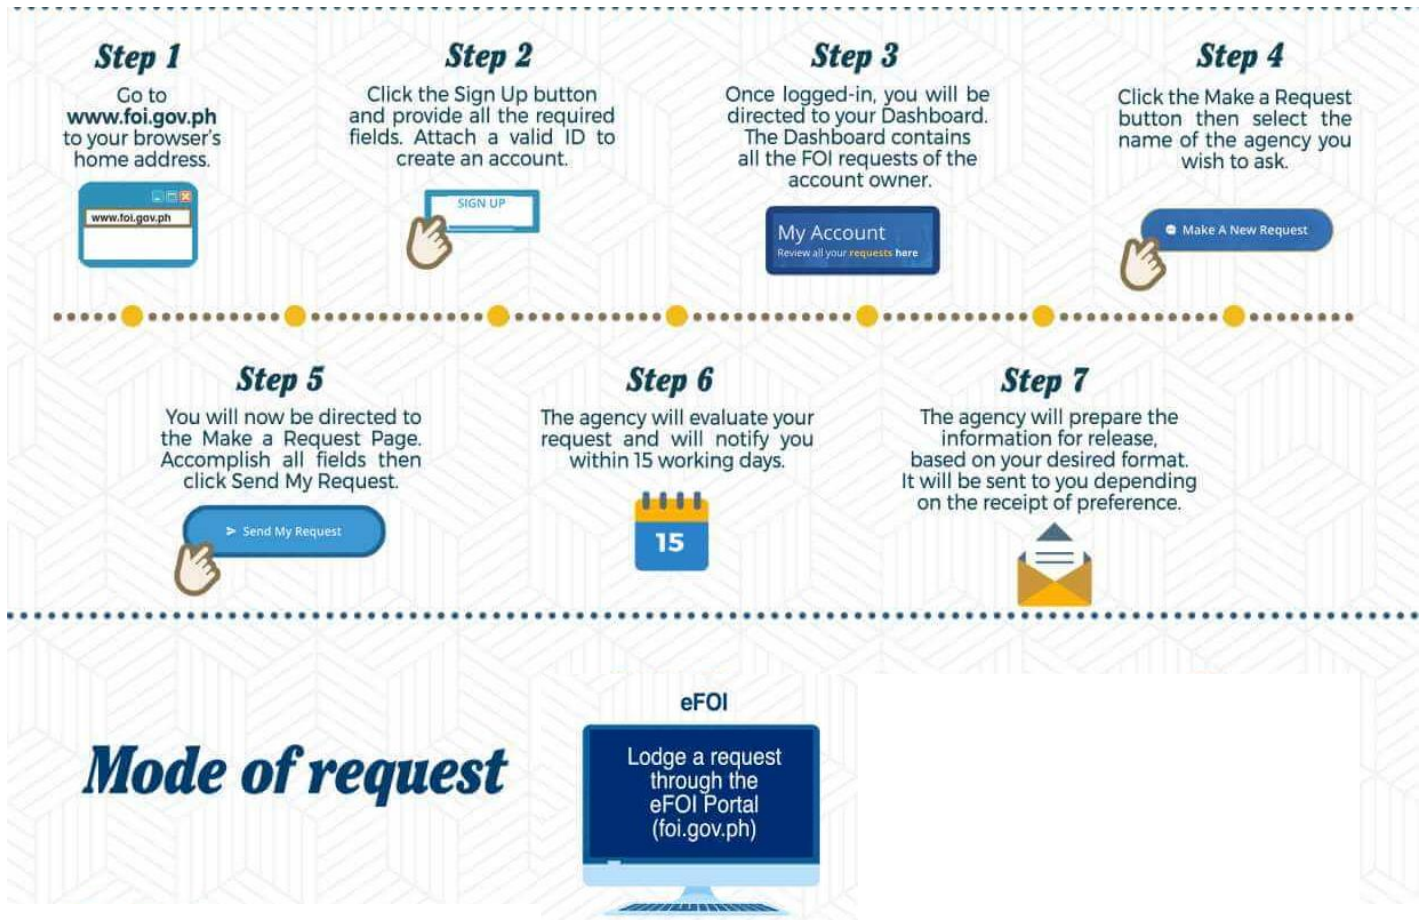 Step 1
Go to
www.foi.gov.ph
to your browser's
home address.
www.foi.gov.ph
Step 2
Click the Sign Up button
and provide all the required
fields. Attach a valid ID to
create an account.
SIGN UP
Step 3
Once logged-in, you will be
directed to your Dashboard.
The Dashboard contains
all the FOI requests of the
account owner.
My Account
Review all your requests here
Step 4
Click the Make a Request
button then select the
name of the agency you
wish to ask.
Make A New Request
Step 5
You will now be directed to
the Make a Request Page.
Accomplish all fields then
click Send My Request.
Send My Request
Step 6
The agency will evaluate your
request and will notify you
within 15 working days.
15
Step 7
The agency will prepare the
information for release,
based on your desired format.
It will be sent to you depending
on the receipt of preference.
Mode of request
eFOI
Lodge a request
through the
eFOI Portal
(foi.gov.ph)